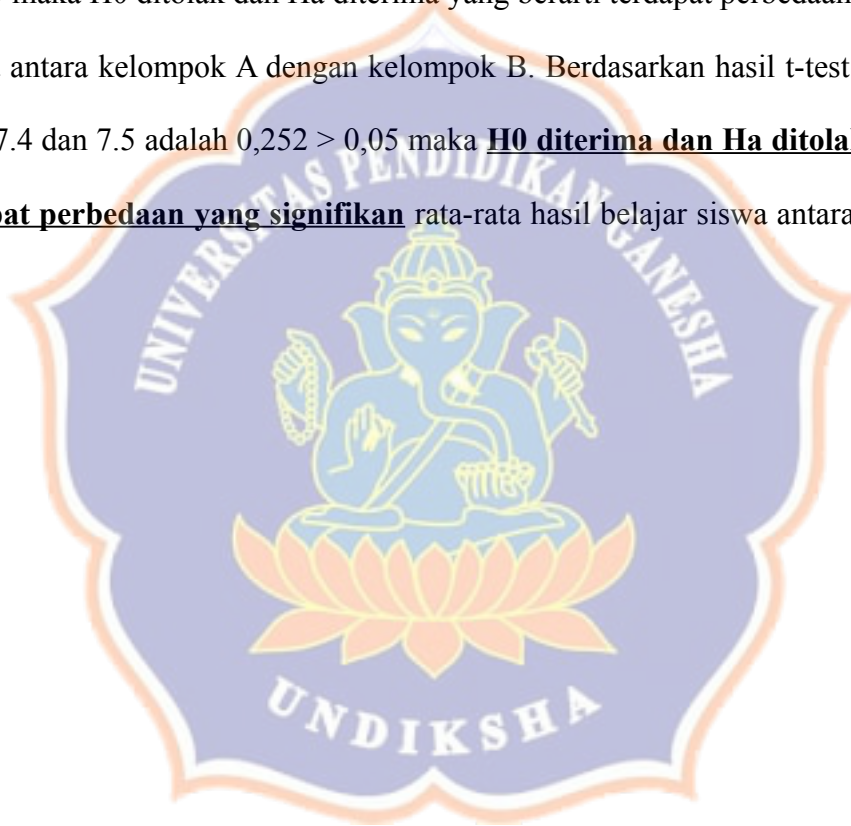 maka H0 ditolak dan Ha diterima yang berarti terdapat perbedaan
antara kelompok A dengan kelompok B. Berdasarkan hasil t-test
7.4 dan 7.5 adalah 0,252 > 0,05 maka H0 diterima dan Ha ditola
pat perbedaan yang signifikan rata-rata hasil belajar siswa antara
UNIVERSITAS PENDIDIKAN GANESHA
UNDIKSHA